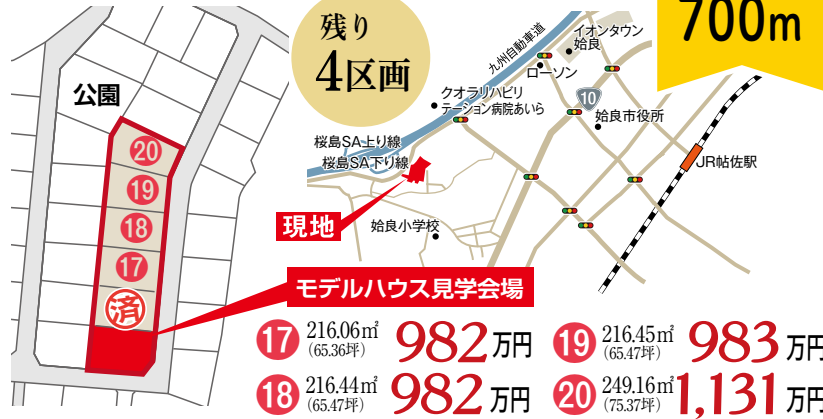 残り
4区画
700m
公園
⑳
⑲
⑱
⑰
済
九州自動車道
イオンタウン
姶良
ローソン
クオラリハビリ
テーション病院あいら
10
姶良市役所
桜島SA上り線
桜島SA下り線
JR帖佐駅
現地
姶良小学校
モデルハウス見学会場
⑰ 216.06㎡ (65.36坪) 982万円
⑱ 216.44㎡ (65.47坪) 982万円
⑲ 216.45㎡ (65.47坪) 983万円
⑳ 249.16㎡ (75.37坪) 1,131万円